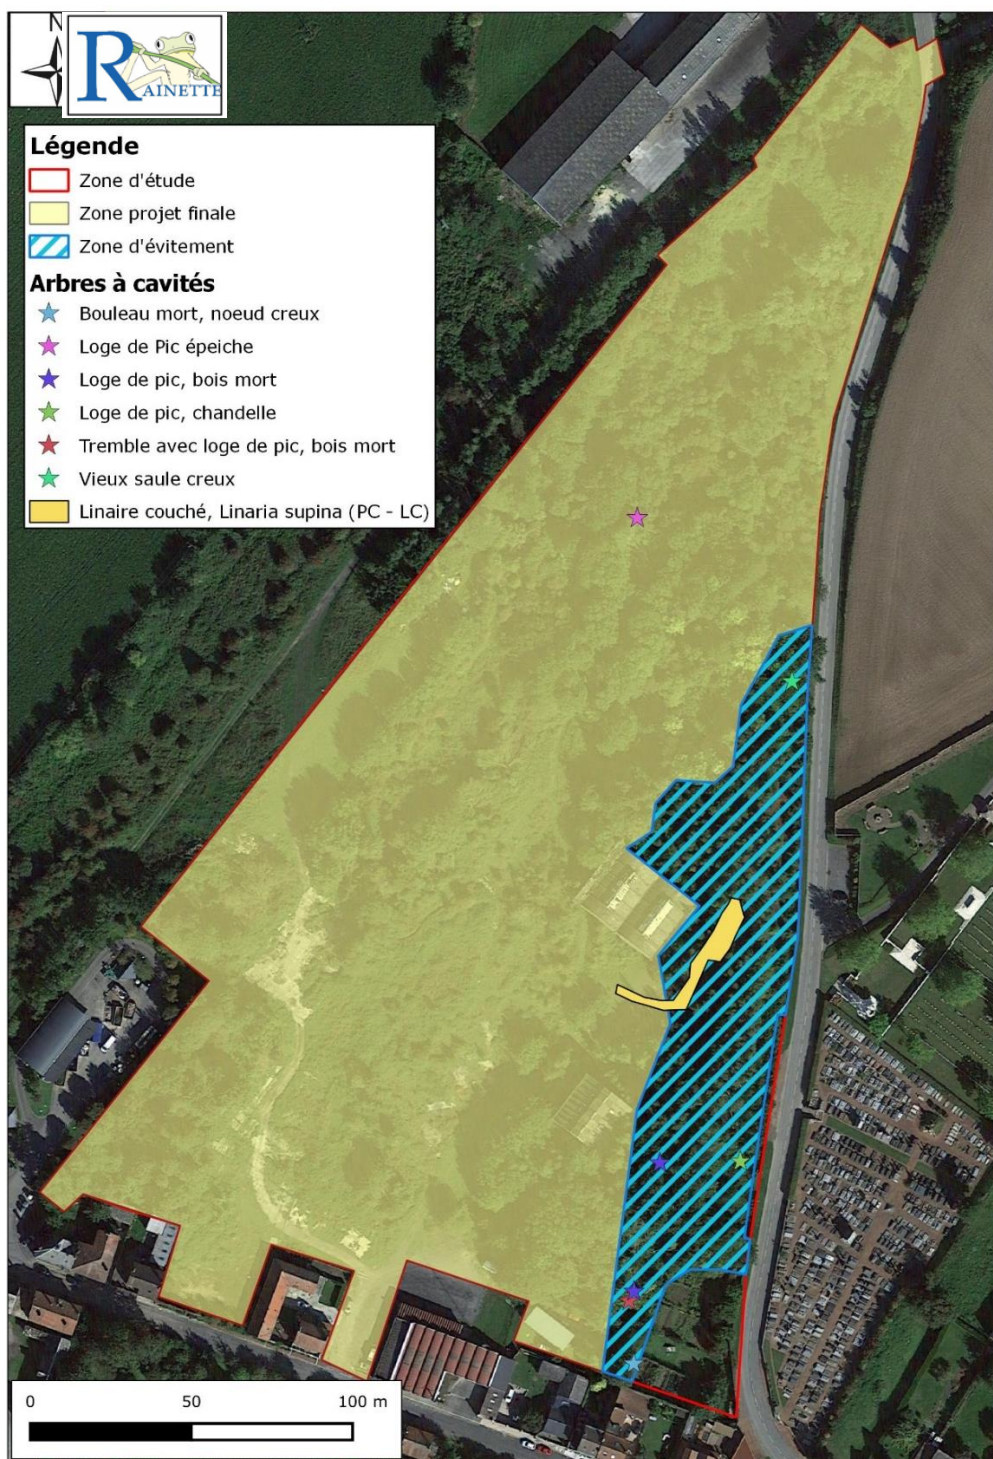 N
RAINETTE
Légende
Zone d'étude
Zone projet finale
Zone d'évitement
Arbres à cavités
Bouleau mort, noeud creux
Loge de Pic épeiche
Loge de pic, bois mort
Loge de pic, chandelle
Tremble avec loge de pic, bois mort
Vieux saule creux
Linaire couché, Linaria supina (PC - LC)
0 50 100 m